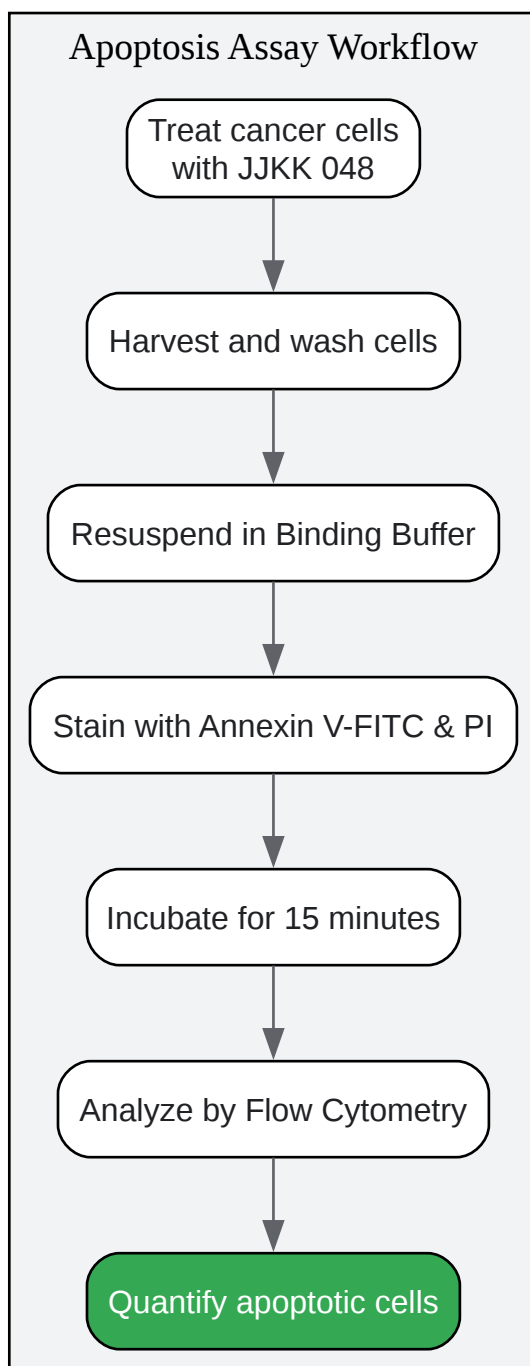 Apoptosis Assay Workflow
Treat cancer cells
with JJKK 048
Harvest and wash cells
Resuspend in Binding Buffer
Stain with Annexin V-FITC & PI
Incubate for 15 minutes
Analyze by Flow Cytometry
Quantify apoptotic cells